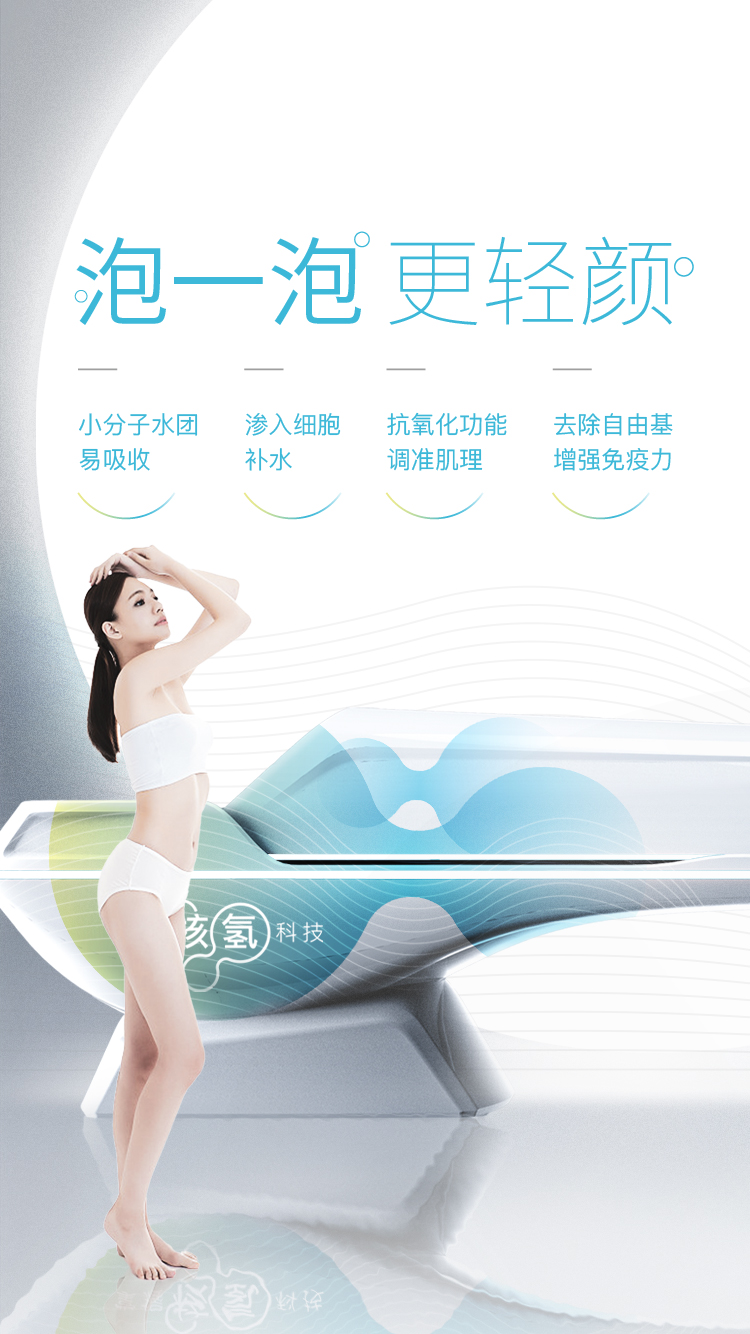 泡一泡 更轻颜
小分子水团
易吸收
渗入细胞
补水
抗氧化功能
调准肌理
去除自由基
增强免疫力
核氢 科技